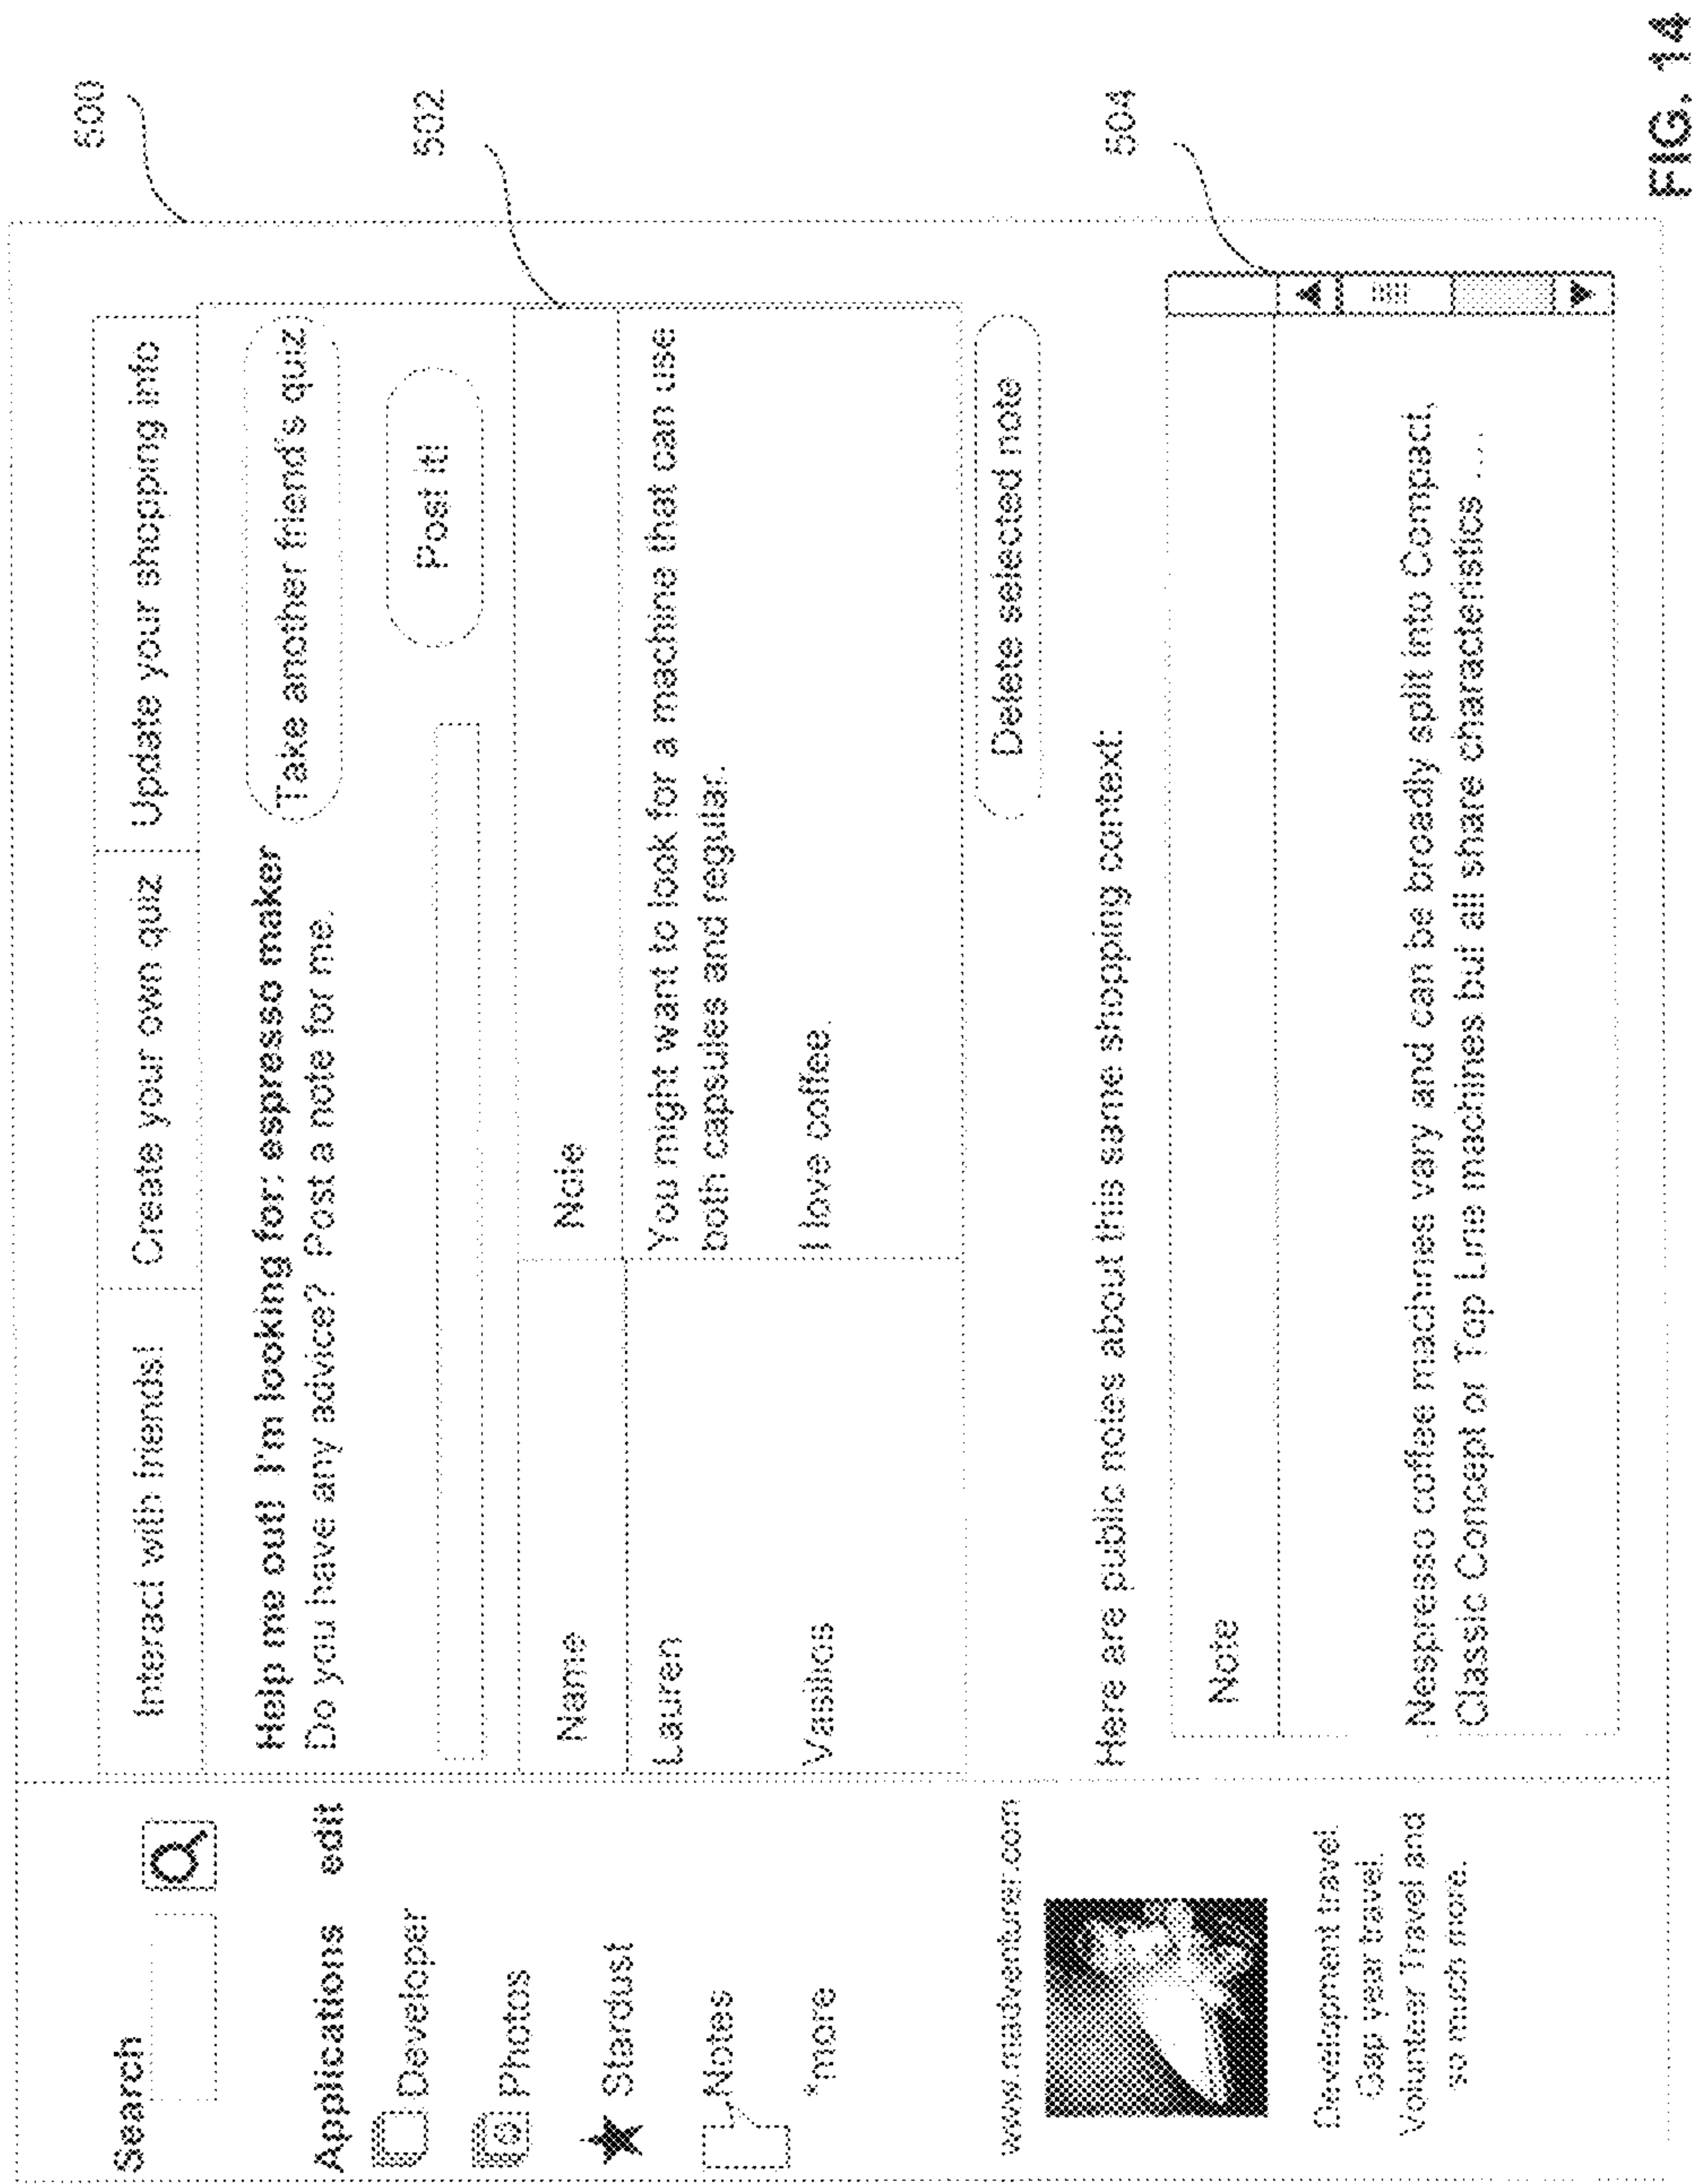 500
502
504
Search
Applications edit
Developer
Photos
Stardust
Notes
*more
www.madventurer.com
Development travel.
Gap year travel.
Volunteer Travel and
so much more.
Interact with friends!
Create your own quiz
Update your shopping into
Help me out! I'm looking for: espresso maker
Do you have any advice? Post a note for me.
Take another friend's quiz
Post it!
Name
Note
Lauren
You might want to look for a machine that can use
both capsules and regular.
Vasilios
I love coffee.
Delete selected note
Here are public notes about this same shopping context:
Note
Nespresso coffee machines vary and can be broadly split into Compact,
Classic Concept or Top Line machines but all share characteristics ....
FIG. 14